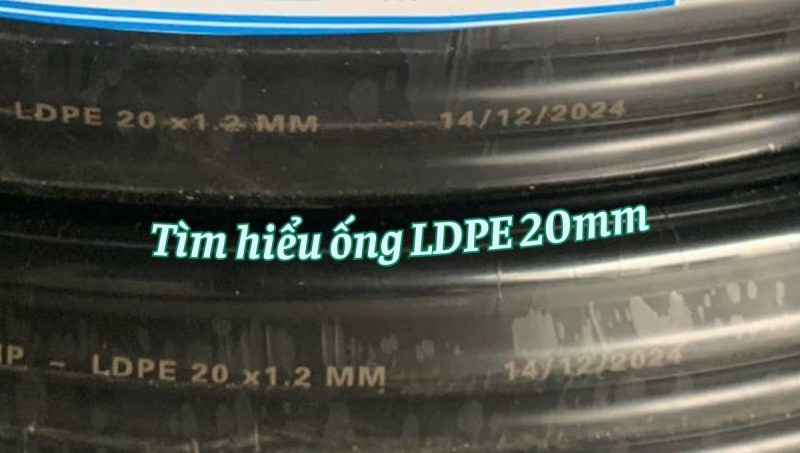 LDPE 20 x1.2 MM 14/12/2024
Tìm hiểu ống LDPE 20mm
- LDPE 20 x1.2 MM 14/12/2024